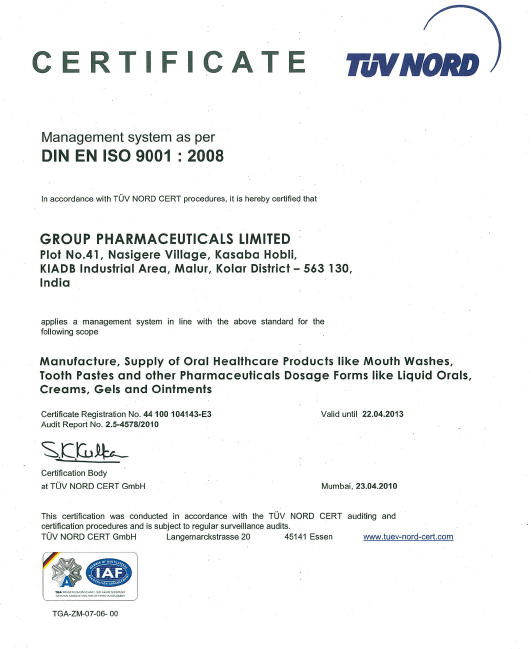 CERTIFICATE
TÜV NORD
Management system as per
DIN EN ISO 9001 : 2008
In accordance with TÜV NORD CERT procedures, it is hereby certified that
GROUP PHARMACEUTICALS LIMITED
Plot No.41, Nasigere Village, Kasaba Hobli,
KIADB Industrial Area, Malur, Kolar District – 563 130,
India
applies a management system in line with the above standard for the
following scope
Manufacture, Supply of Oral Healthcare Products like Mouth Washes,
Tooth Pastes and other Pharmaceuticals Dosage Forms like Liquid Orals,
Creams, Gels and Ointments
Certificate Registration No. 44 100 104143-E3 Valid until 22.04.2013
Audit Report No. 2.5-4578/2010
Certification Body
at TÜV NORD CERT GmbH Mumbai, 23.04.2010
This certification was conducted in accordance with the TÜV NORD CERT auditing and
certification procedures and is subject to regular surveillance audits.
TÜV NORD CERT GmbH Langemarckstrasse 20 45141 Essen www.tuev-nord-cert.com
IAF
TGA-ZM-07-06- 00